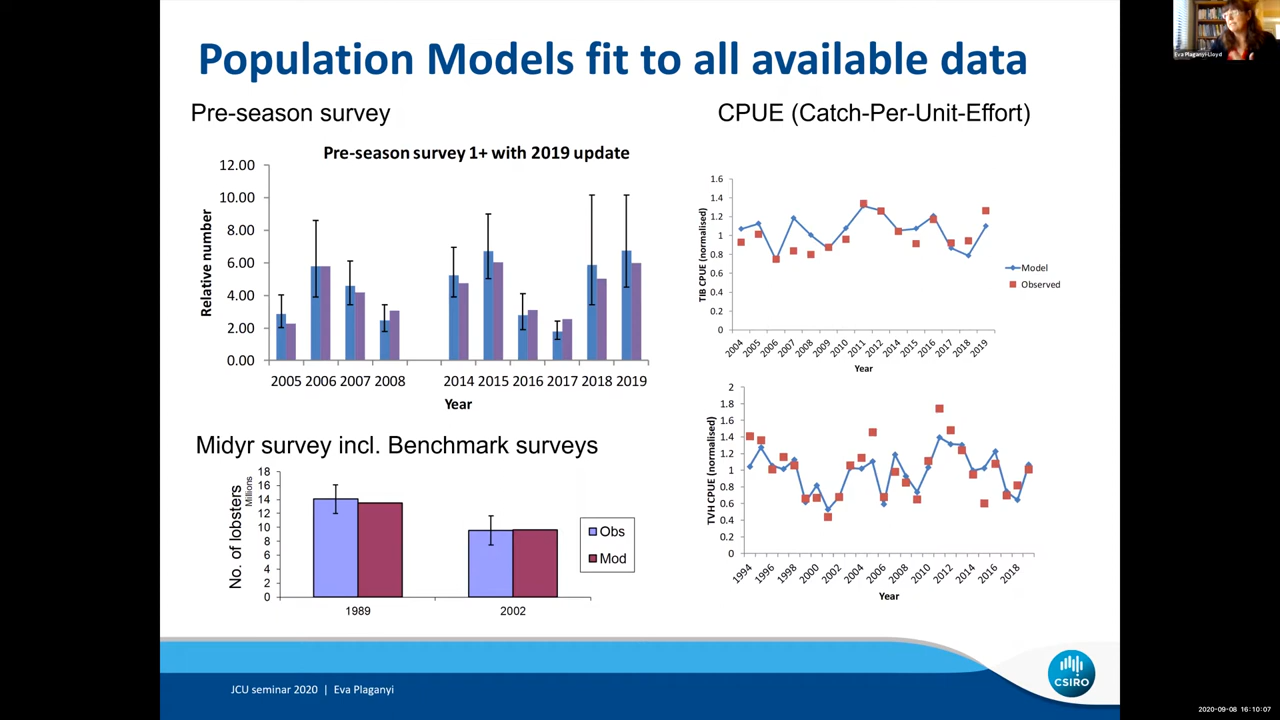 Population Models fit to all available data
Eva Plaganyi-Lloyd
Pre-season survey
CPUE (Catch-Per-Unit-Effort)
Pre-season survey 1+ with 2019 update
12.00
10.00
8.00
6.00
4.00
2.00
0.00
Relative number
2005 2006 2007 2008 2014 2015 2016 2017 2018 2019
Year
1.6
1.4
1.2
1
0.8
0.6
0.4
0.2
0
TIB CPUE (normalised)
2004 2005 2006 2007 2008 2009 2010 2011 2012 2014 2015 2016 2017 2018 2019
Year
Model
Observed
Midyr survey incl. Benchmark surveys
18
16
14
12
10
8
6
4
2
0
No. of lobsters
Millions
1989 2002
Obs
Mod
2
1.8
1.6
1.4
1.2
1
0.8
0.6
0.4
0.2
0
TVH CPUE (normalised)
1994 1996 1998 2000 2002 2004 2006 2008 2010 2012 2014 2016 2018
Year
JCU seminar 2020 | Eva Plaganyi
CSIRO
2020-09-08 16:10:07